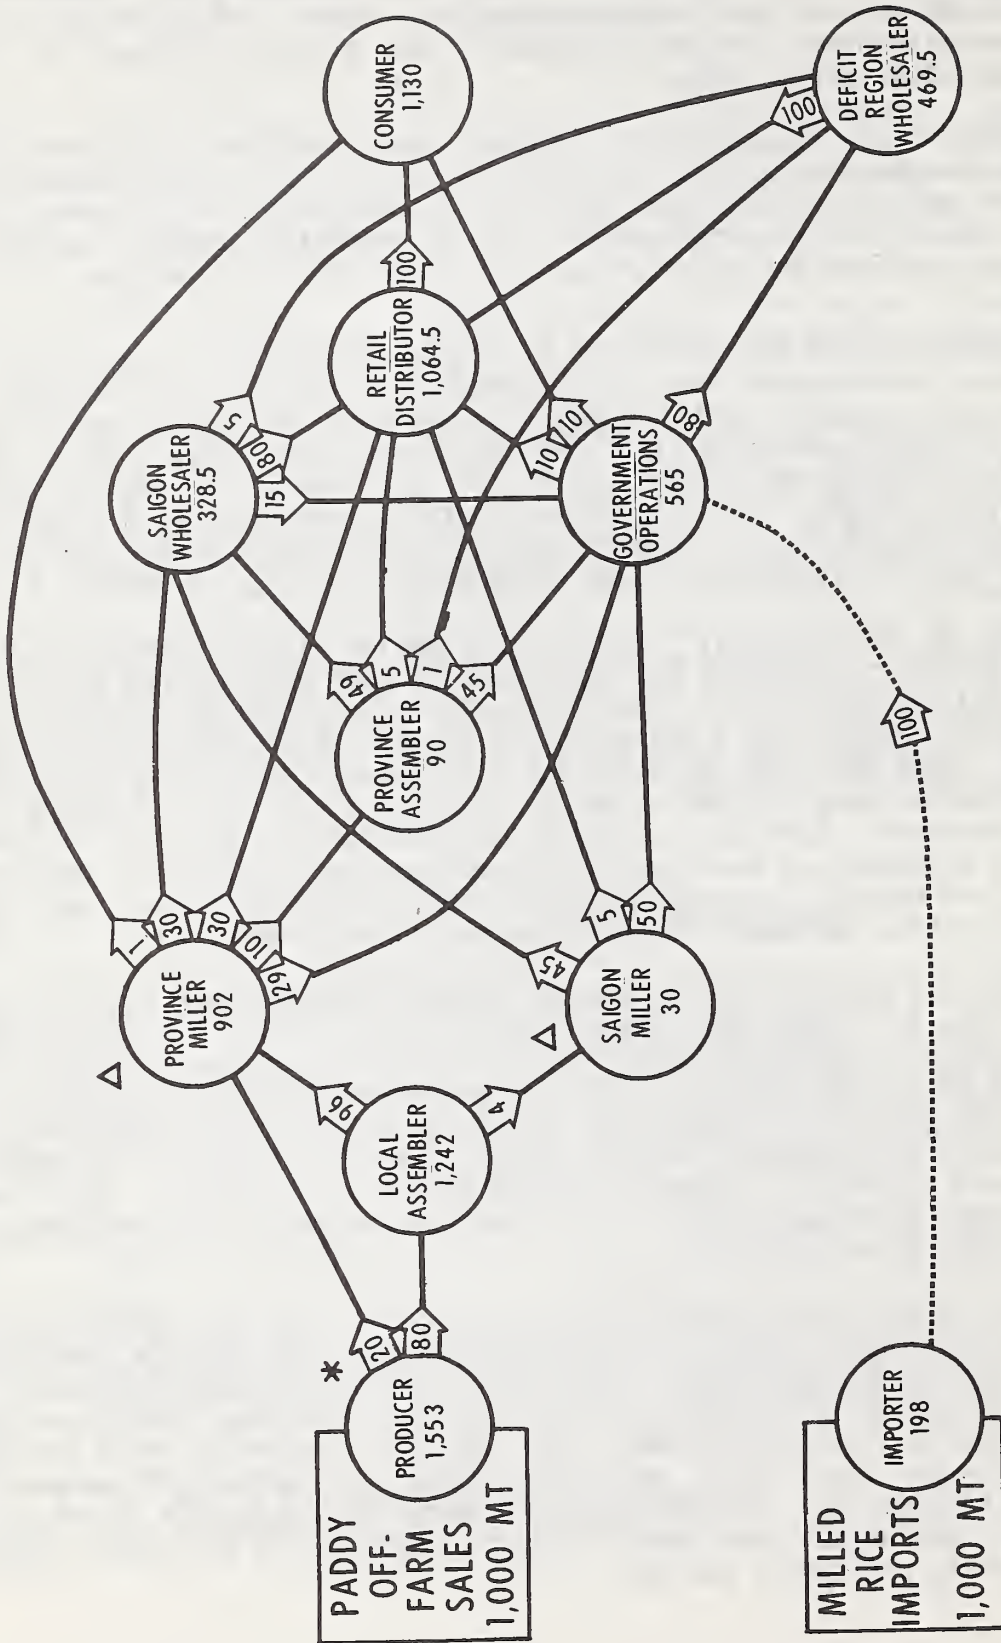 PADDY
OFF-
FARM
SALES
1,000 MT
PRODUCER
1,553
*
20
80
MILLED
RICE
IMPORTS
1,000 MT
IMPORTER
198
100
LOCAL
ASSEMBLER
1,242
96
4
Δ
PROVINCE
MILLER
902
1
30
30
10
29
Δ
SAIGON
MILLER
30
45
5
50
PROVINCE
ASSEMBLER
90
49
5
1
45
SAIGON
WHOLESALER
328.5
5
80
15
GOVERNMENT
OPERATIONS
565
10
10
80
RETAIL
DISTRIBUTOR
1,064.5
100
CONSUMER
1,130
DEFICIT
REGION
WHOLESALER
469.5
100